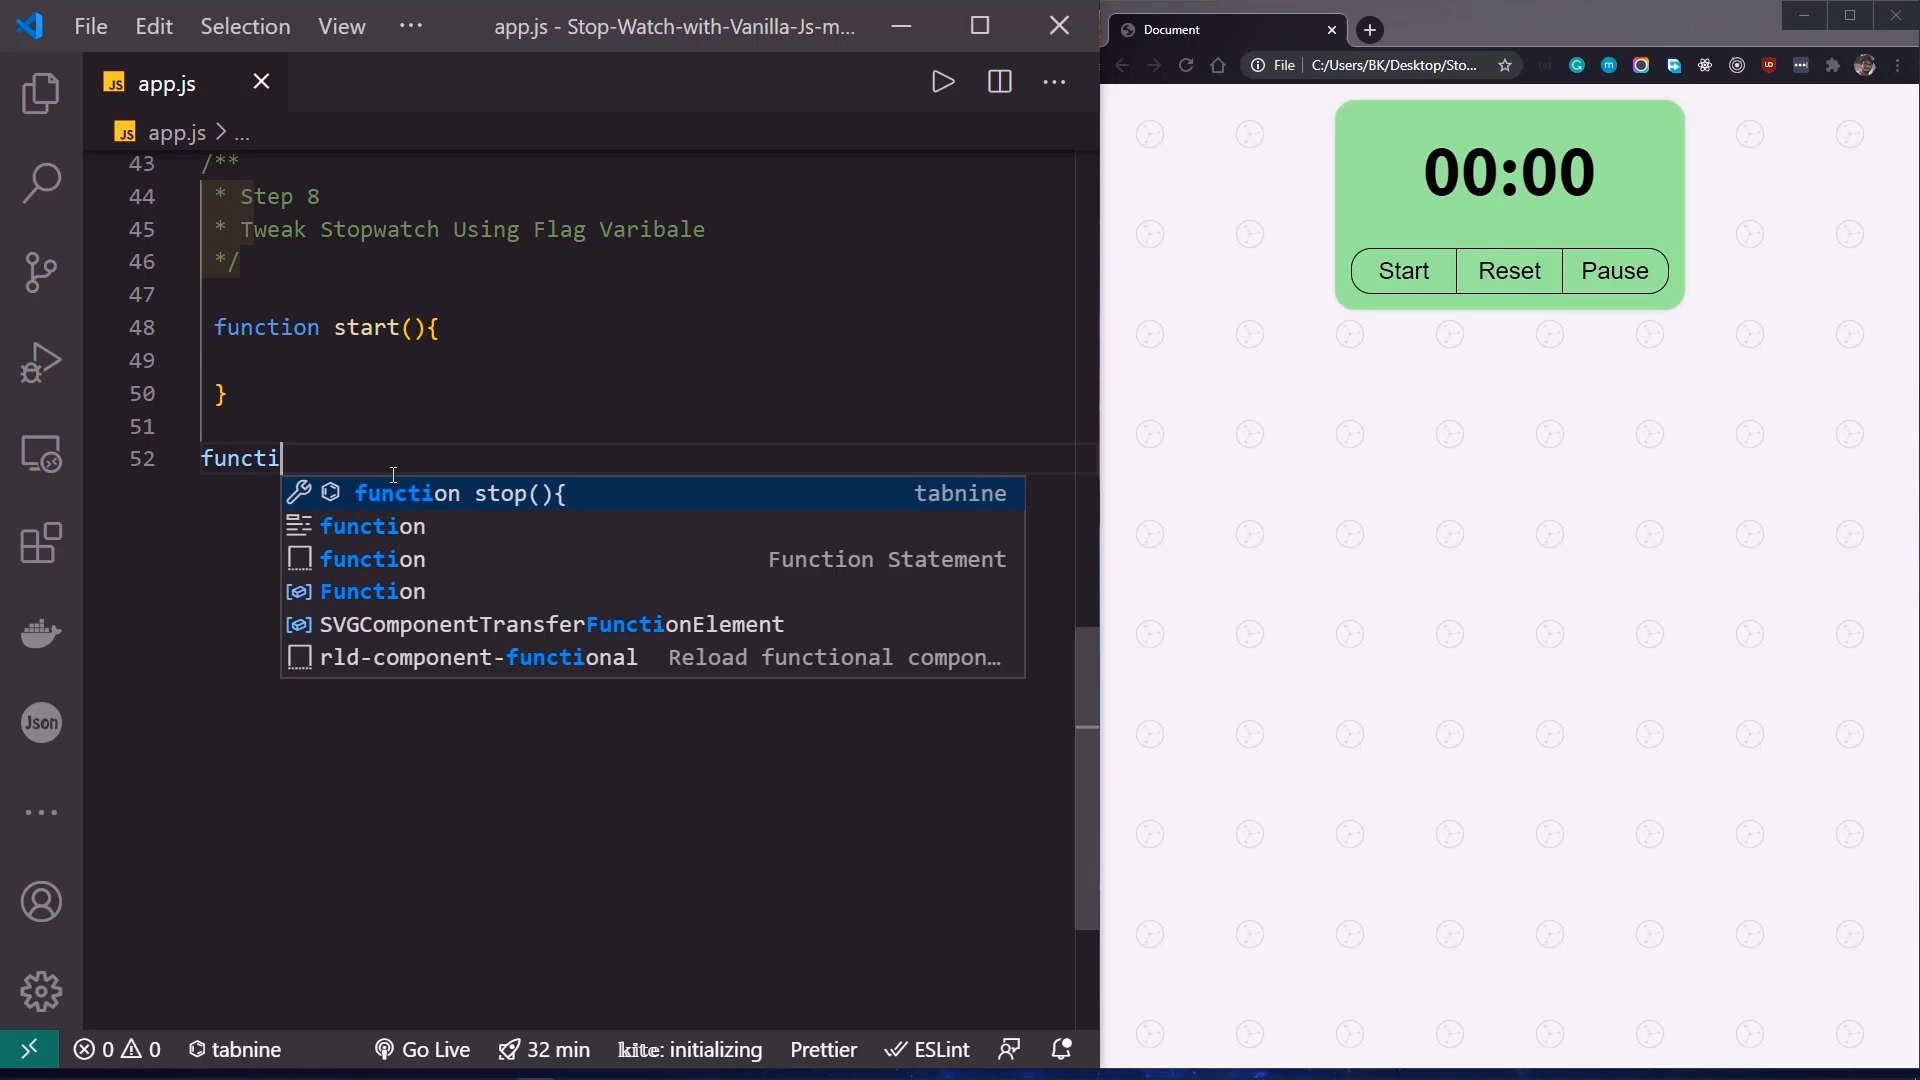 File Edit Selection View ··· app.js - Stop-Watch-with-Vanilla-Js-m...
JS app.js
JS app.js > ...
43 /**
44 * Step 8
45 * Tweak Stopwatch Using Flag Varibale
46 */
47
48 function start(){
49
50 }
51
52 functi
function stop(){ tabnine
function
function Function Statement
Function
SVGComponentTransferFunctionElement
rld-component-functional Reload functional compon...
Json
0 0 tabnine Go Live 32 min kite: initializing Prettier ESLint
Document
File C:/Users/BK/Desktop/Sto...
00:00
Start Reset Pause